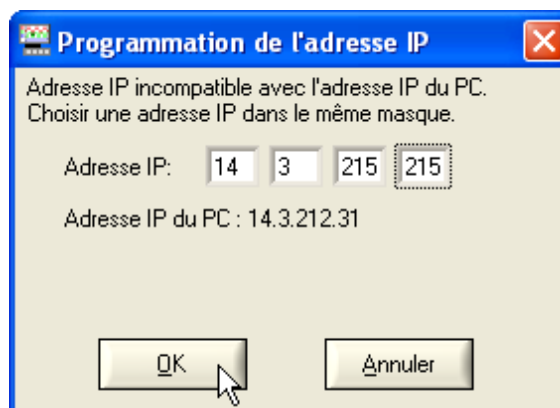 Programmation de l'adresse IP
Adresse IP incompatible avec l'adresse IP du PC.
Choisir une adresse IP dans le même masque.
Adresse IP: 14 3 215 215
Adresse IP du PC : 14.3.212.31
OK Annuler